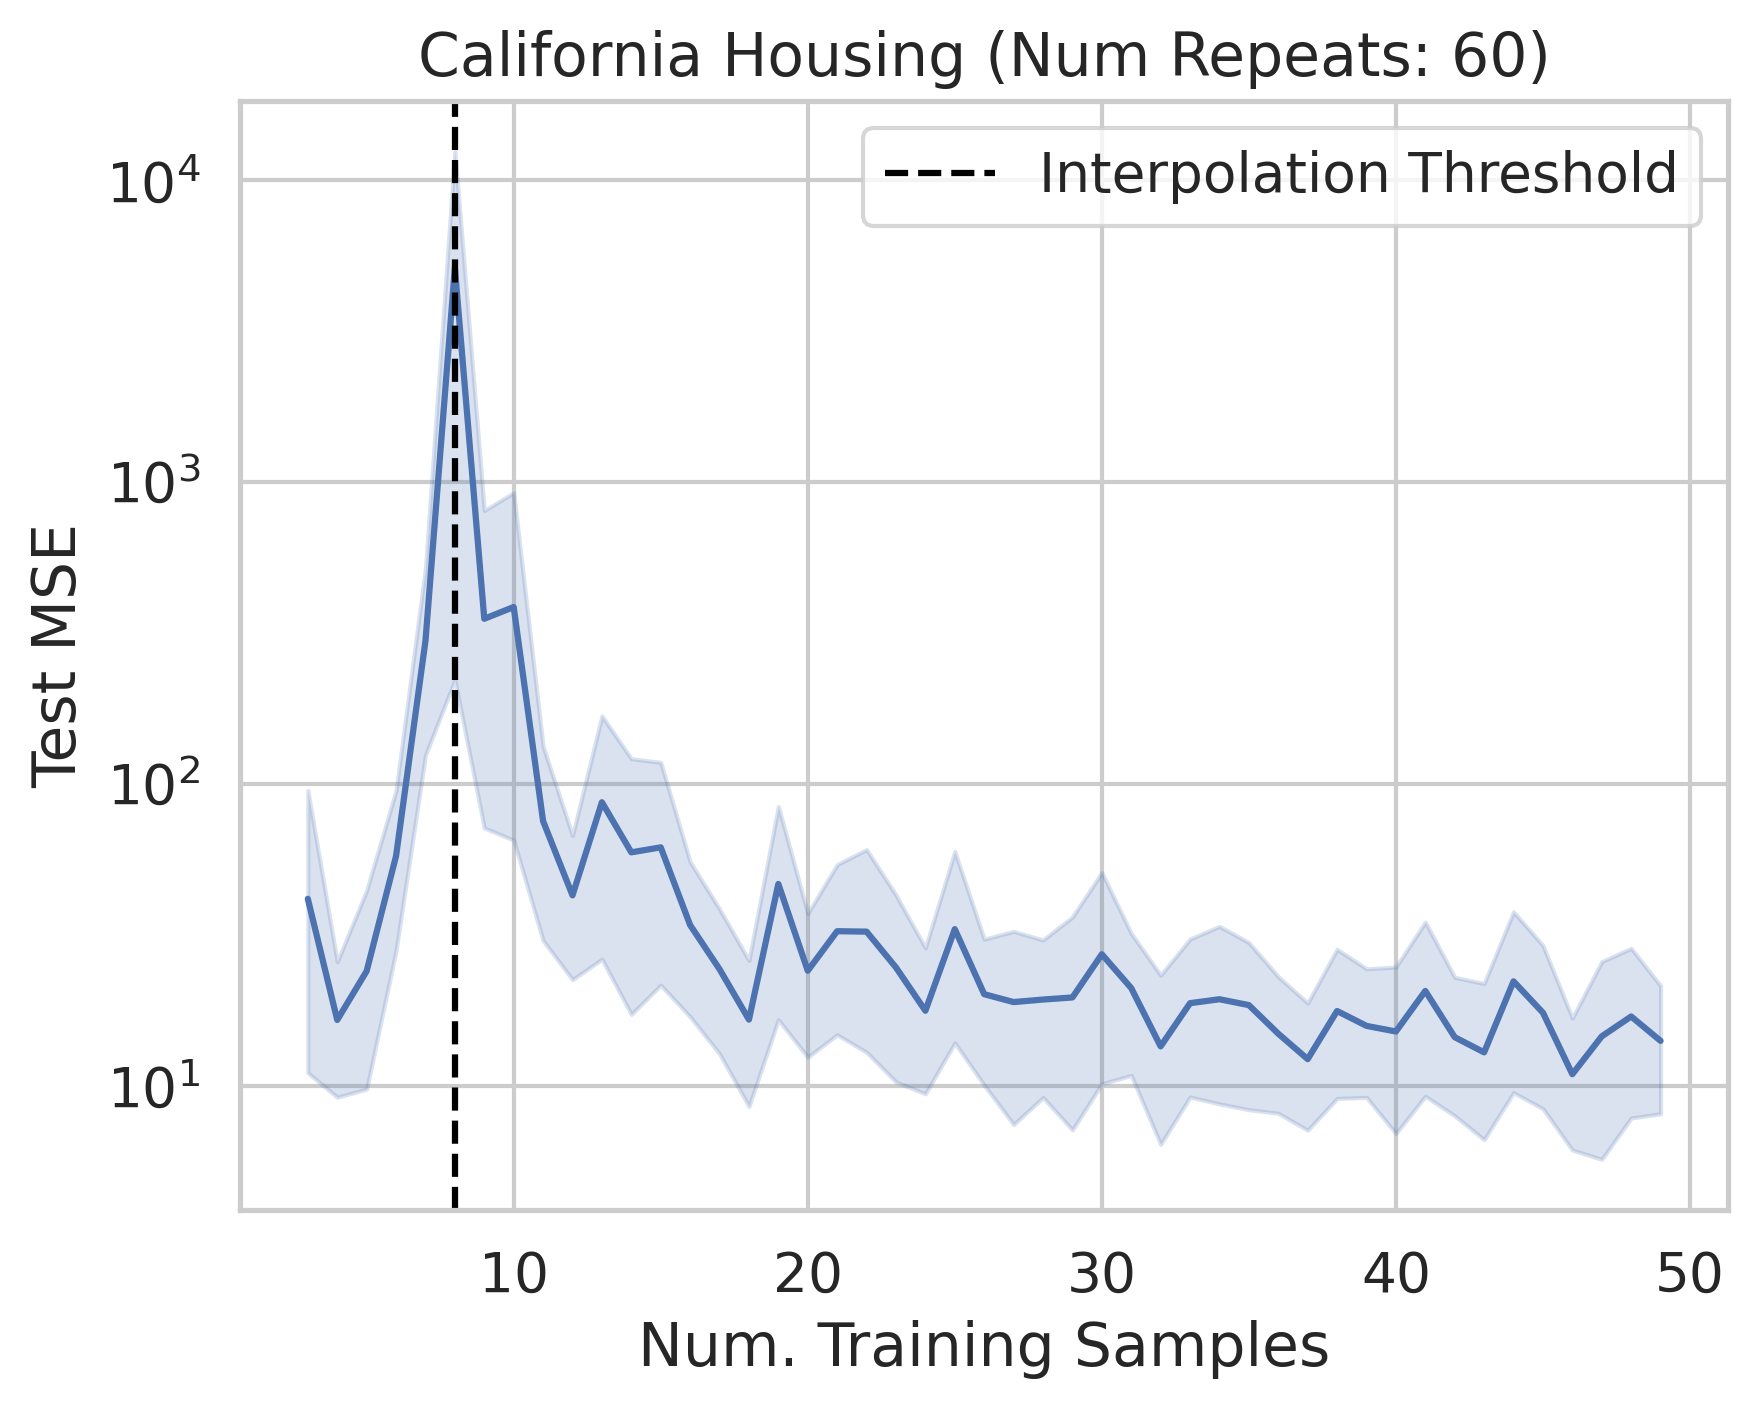 California Housing (Num Repeats: 60)
Interpolation Threshold
Test MSE
10⁴
10³
10²
10¹
10 20 30 40 50
Num. Training Samples